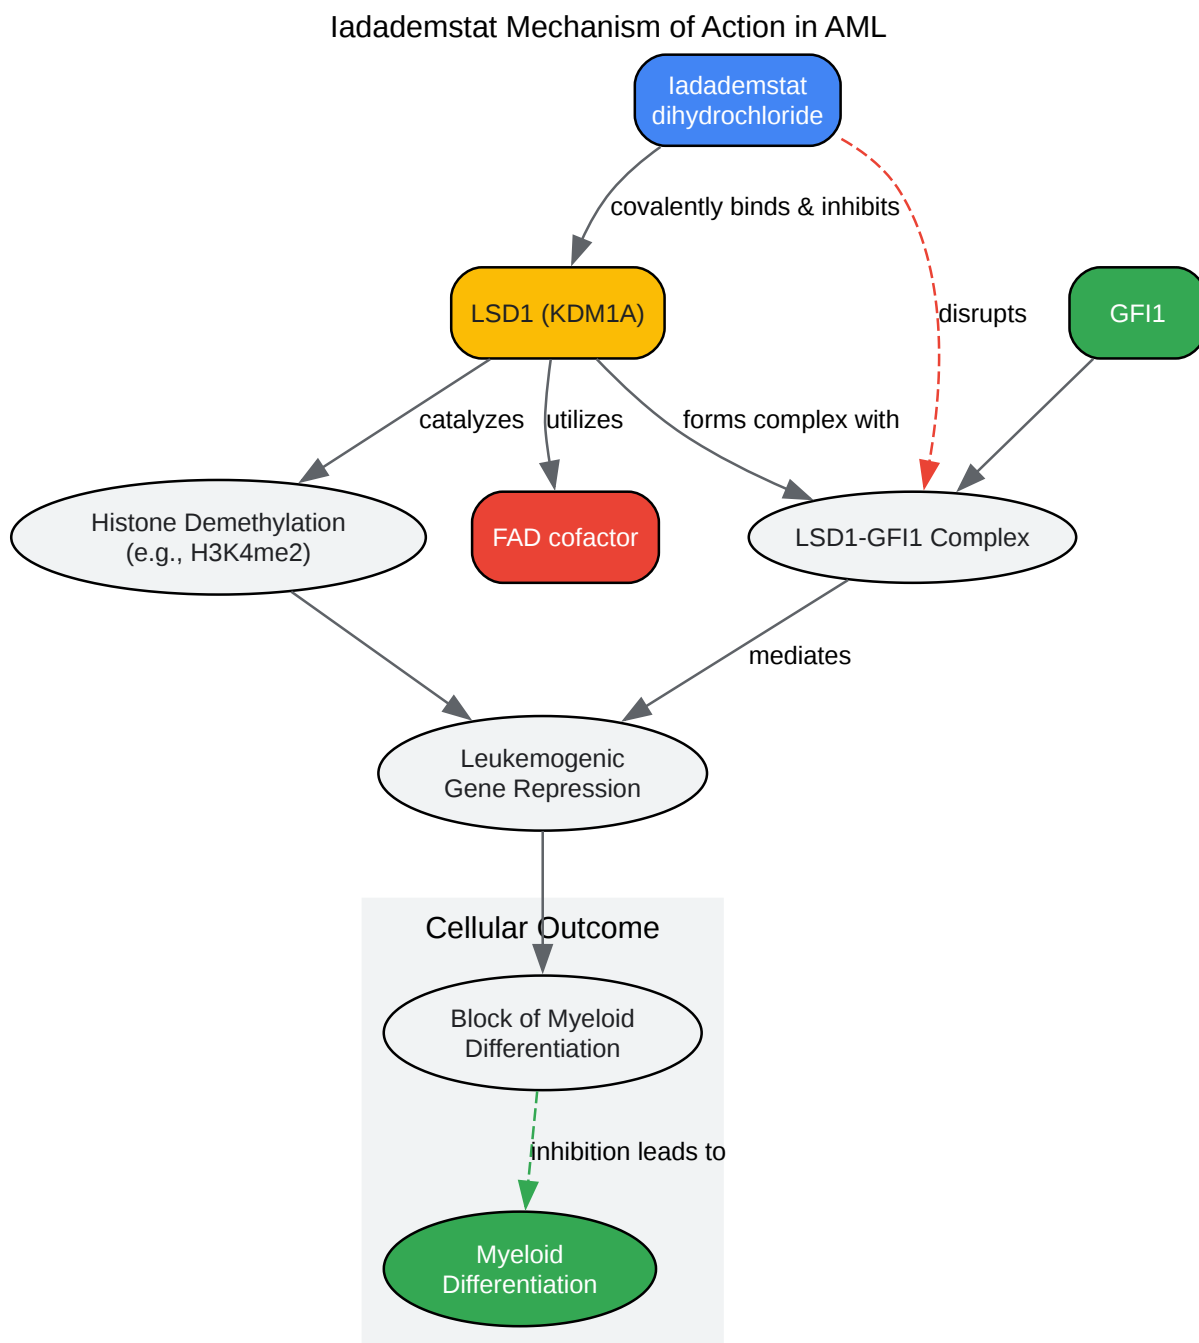 Iadademstat Mechanism of Action in AML
Iadademstat
dihydrochloride
covalently binds & inhibits
LSD1 (KDM1A)
disrupts
GFI1
catalyzes
utilizes
forms complex with
Histone Demethylation
(e.g., H3K4me2)
FAD cofactor
LSD1-GFI1 Complex
mediates
Leukemogenic
Gene Repression
Cellular Outcome
Block of Myeloid
Differentiation
inhibition leads to
Myeloid
Differentiation